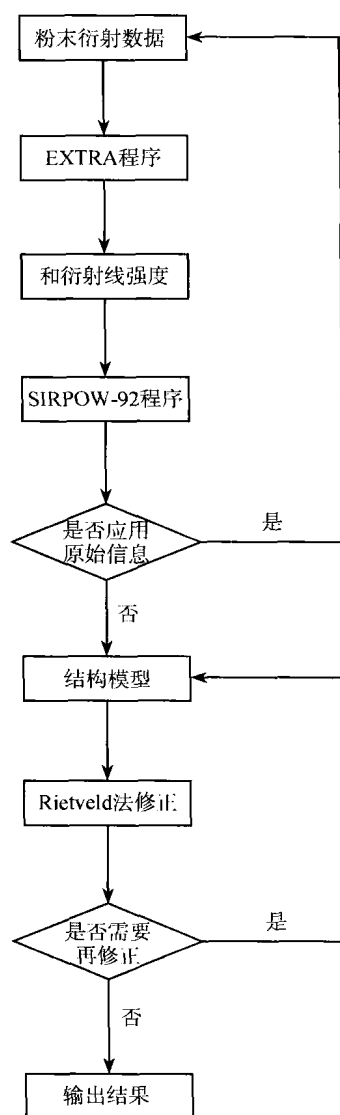 粉末衍射数据
EXTRA程序
和衍射线强度
SIRPOW-92程序
是否应用
原始信息
是
否
结构模型
Rietveld法修正
是否需要
再修正
是
否
输出结果